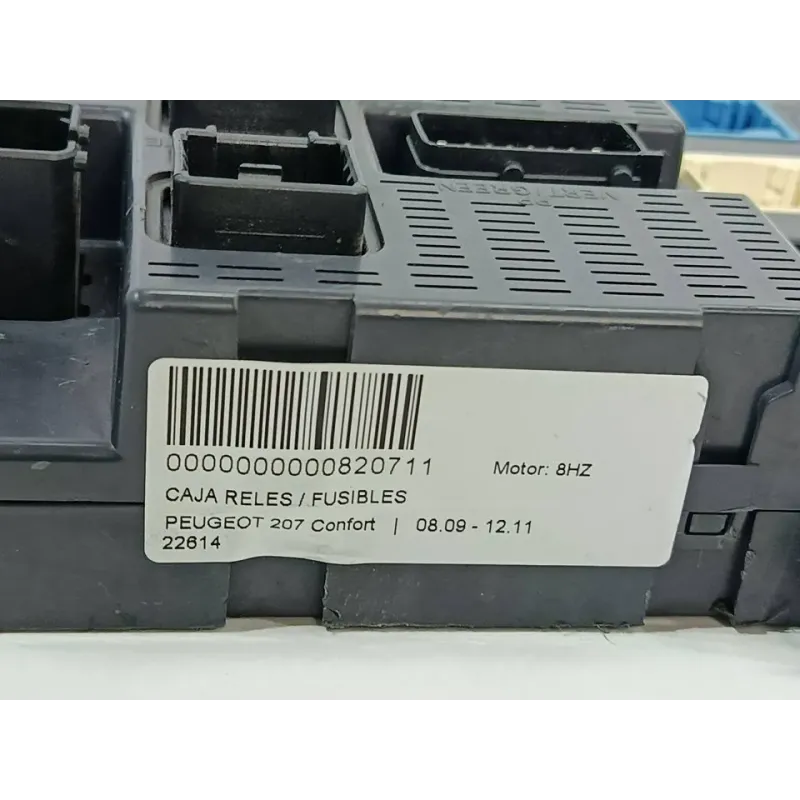 VERT/GREEN
0000000000820711
Motor: 8HZ
CAJA RELES / FUSIBLES
PEUGEOT 207 Confort | 08.09 - 12.11
22614